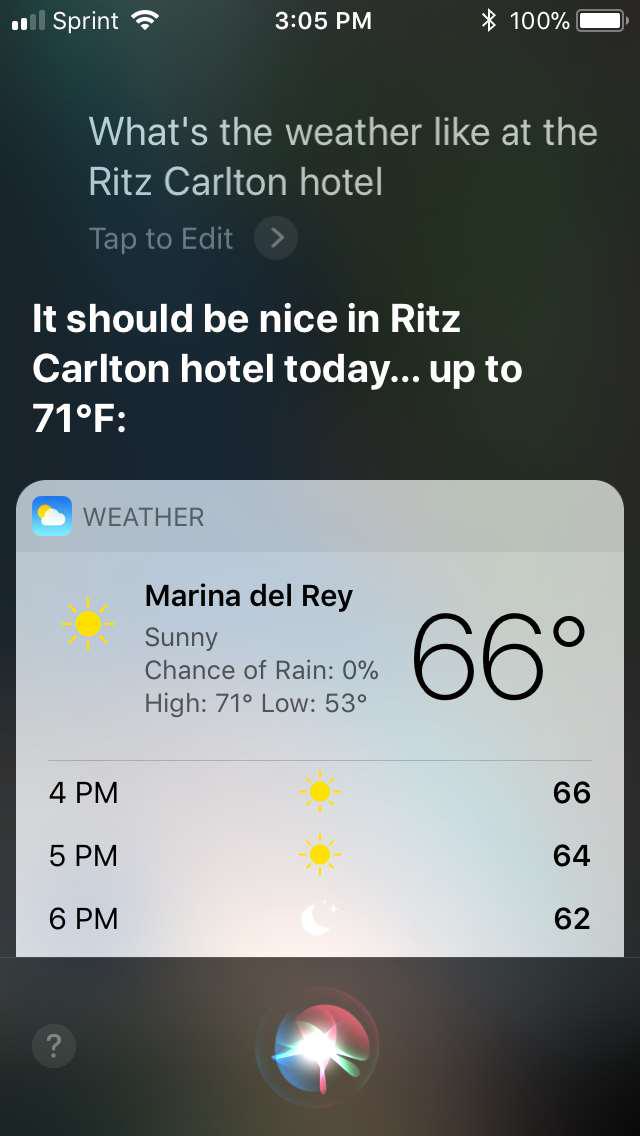 Sprint 3:05 PM 100%
What's the weather like at the
Ritz Carlton hotel
Tap to Edit
It should be nice in Ritz
Carlton hotel today... up to
71°F:
WEATHER
Marina del Rey
Sunny
Chance of Rain: 0%
High: 71° Low: 53°
66°
4 PM 66
5 PM 64
6 PM 62
?